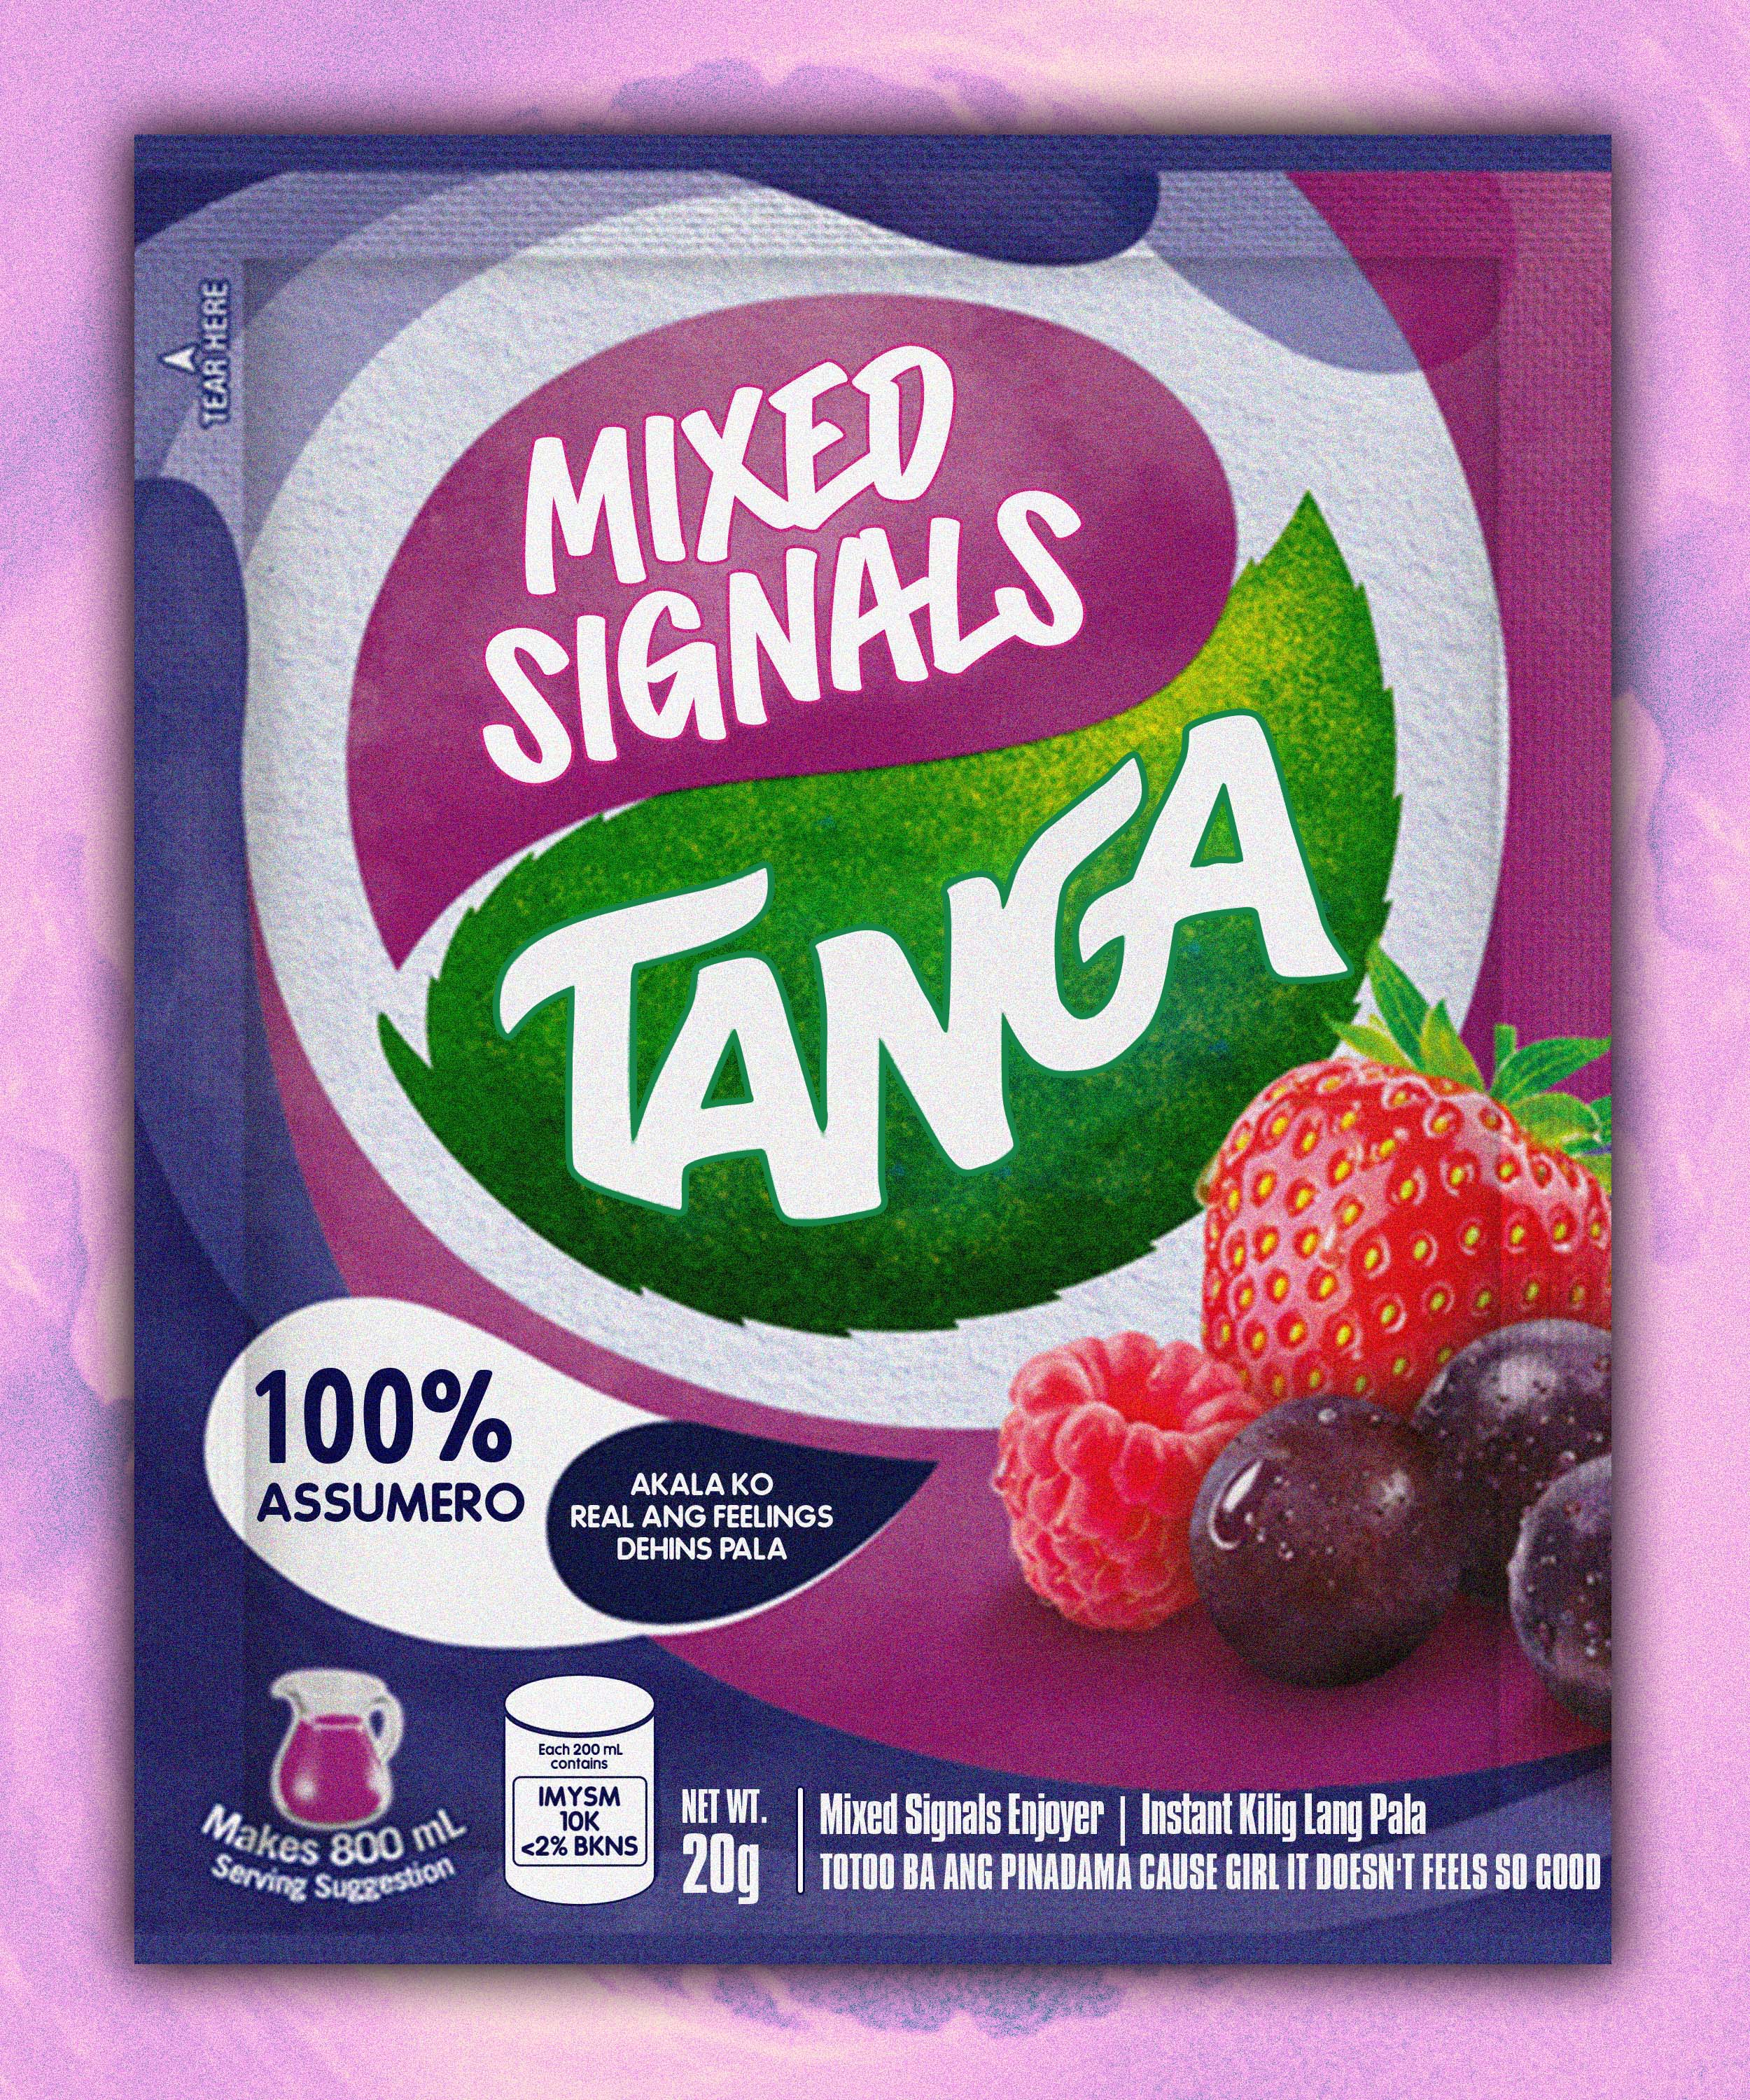 TEAR HERE
MIXED
SIGNALS
TANGA
100%
ASSUMERO
AKALA KO
REAL ANG FEELINGS
DEHINS PALA
Makes 800 mL
Serving Suggestion
Each 200 mL
contains
IMYSM
10K
<2% BKNS
NET WT.
20g
Mixed Signals Enjoyer | Instant Kilig Lang Pala
TOTOO BA ANG PINADAMA CAUSE GIRL IT DOESN'T FEELS SO GOOD